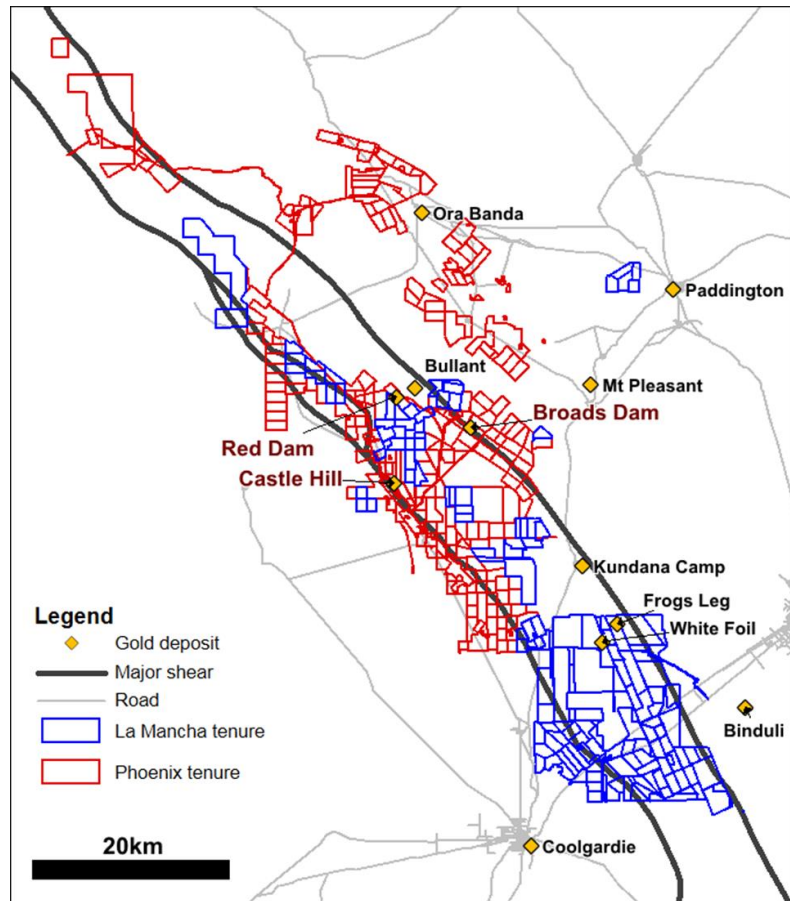 Ora Banda
Paddington
Bullant
Mt Pleasant
Broads Dam
Red Dam
Castle Hill
Kundana Camp
Frogs Leg
White Foil
Binduli
Coolgardie
Legend
Gold deposit
Major shear
Road
La Mancha tenure
Phoenix tenure
20km